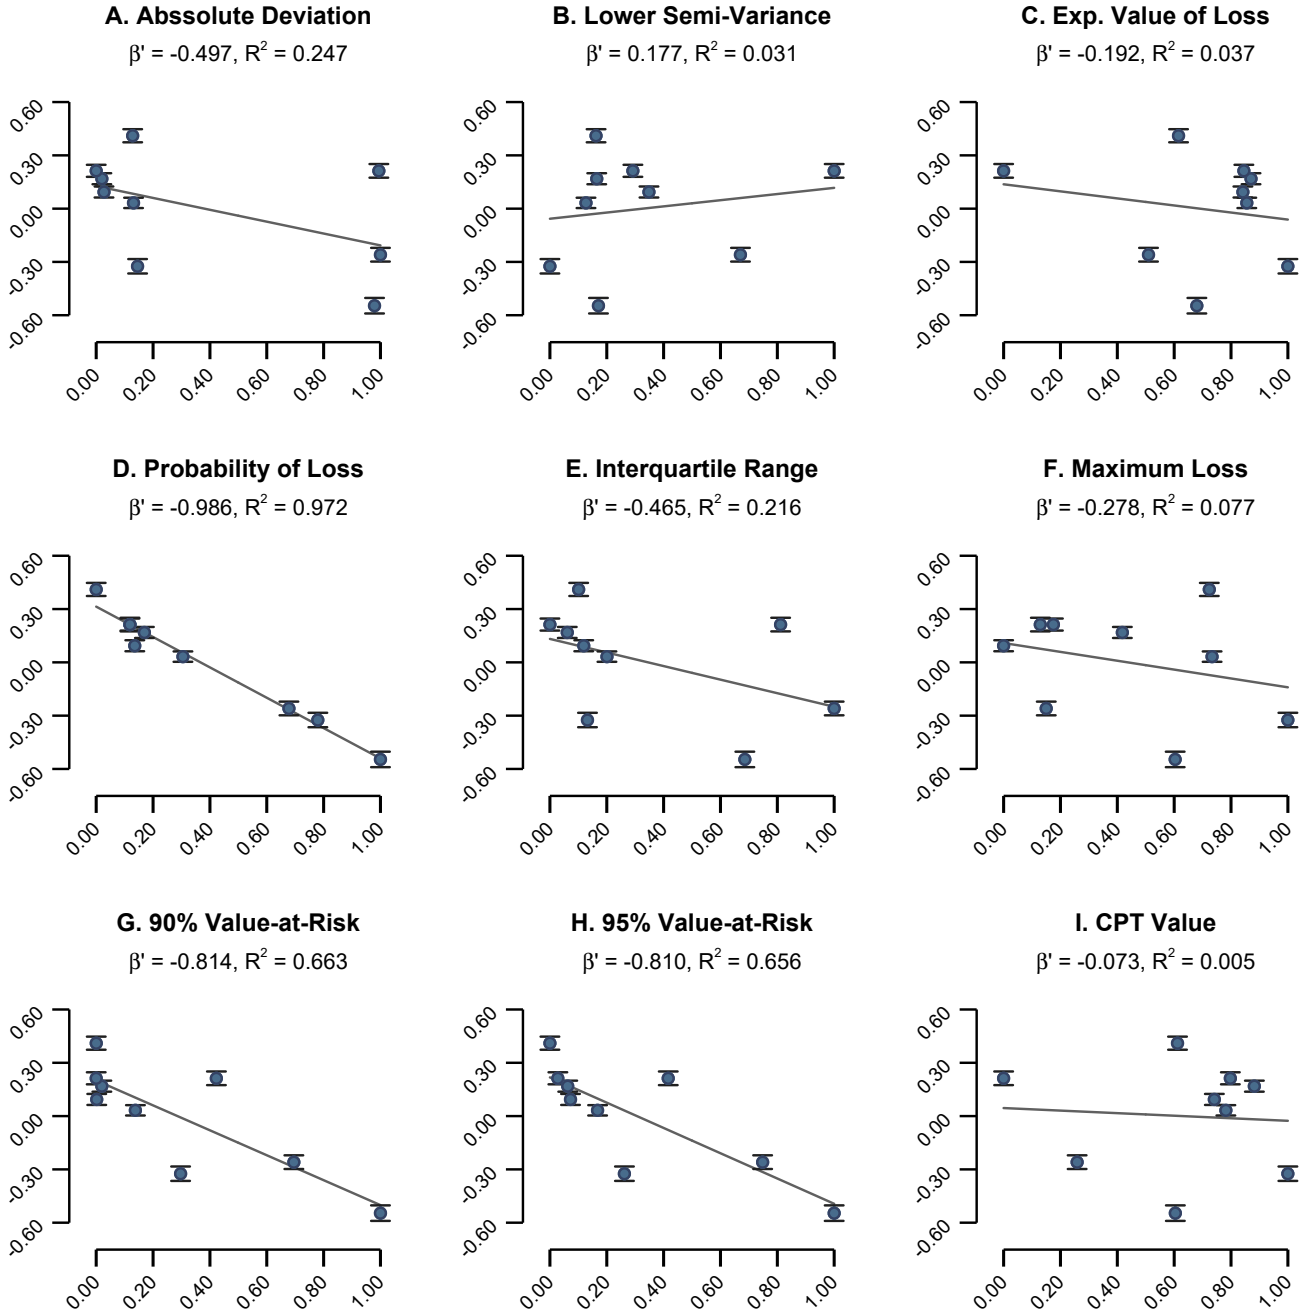 A. Abssolute Deviation
β' = -0.497, R² = 0.247
0.60
0.30
0.00
-0.30
-0.60
0.00 0.20 0.40 0.60 0.80 1.00
B. Lower Semi-Variance
β' = 0.177, R² = 0.031
0.60
0.30
0.00
-0.30
-0.60
0.00 0.20 0.40 0.60 0.80 1.00
C. Exp. Value of Loss
β' = -0.192, R² = 0.037
0.60
0.30
0.00
-0.30
-0.60
0.00 0.20 0.40 0.60 0.80 1.00
D. Probability of Loss
β' = -0.986, R² = 0.972
0.60
0.30
0.00
-0.30
-0.60
0.00 0.20 0.40 0.60 0.80 1.00
E. Interquartile Range
β' = -0.465, R² = 0.216
0.60
0.30
0.00
-0.30
-0.60
0.00 0.20 0.40 0.60 0.80 1.00
F. Maximum Loss
β' = -0.278, R² = 0.077
0.60
0.30
0.00
-0.30
-0.60
0.00 0.20 0.40 0.60 0.80 1.00
G. 90% Value-at-Risk
β' = -0.814, R² = 0.663
0.60
0.30
0.00
-0.30
-0.60
0.00 0.20 0.40 0.60 0.80 1.00
H. 95% Value-at-Risk
β' = -0.810, R² = 0.656
0.60
0.30
0.00
-0.30
-0.60
0.00 0.20 0.40 0.60 0.80 1.00
I. CPT Value
β' = -0.073, R² = 0.005
0.60
0.30
0.00
-0.30
-0.60
0.00 0.20 0.40 0.60 0.80 1.00